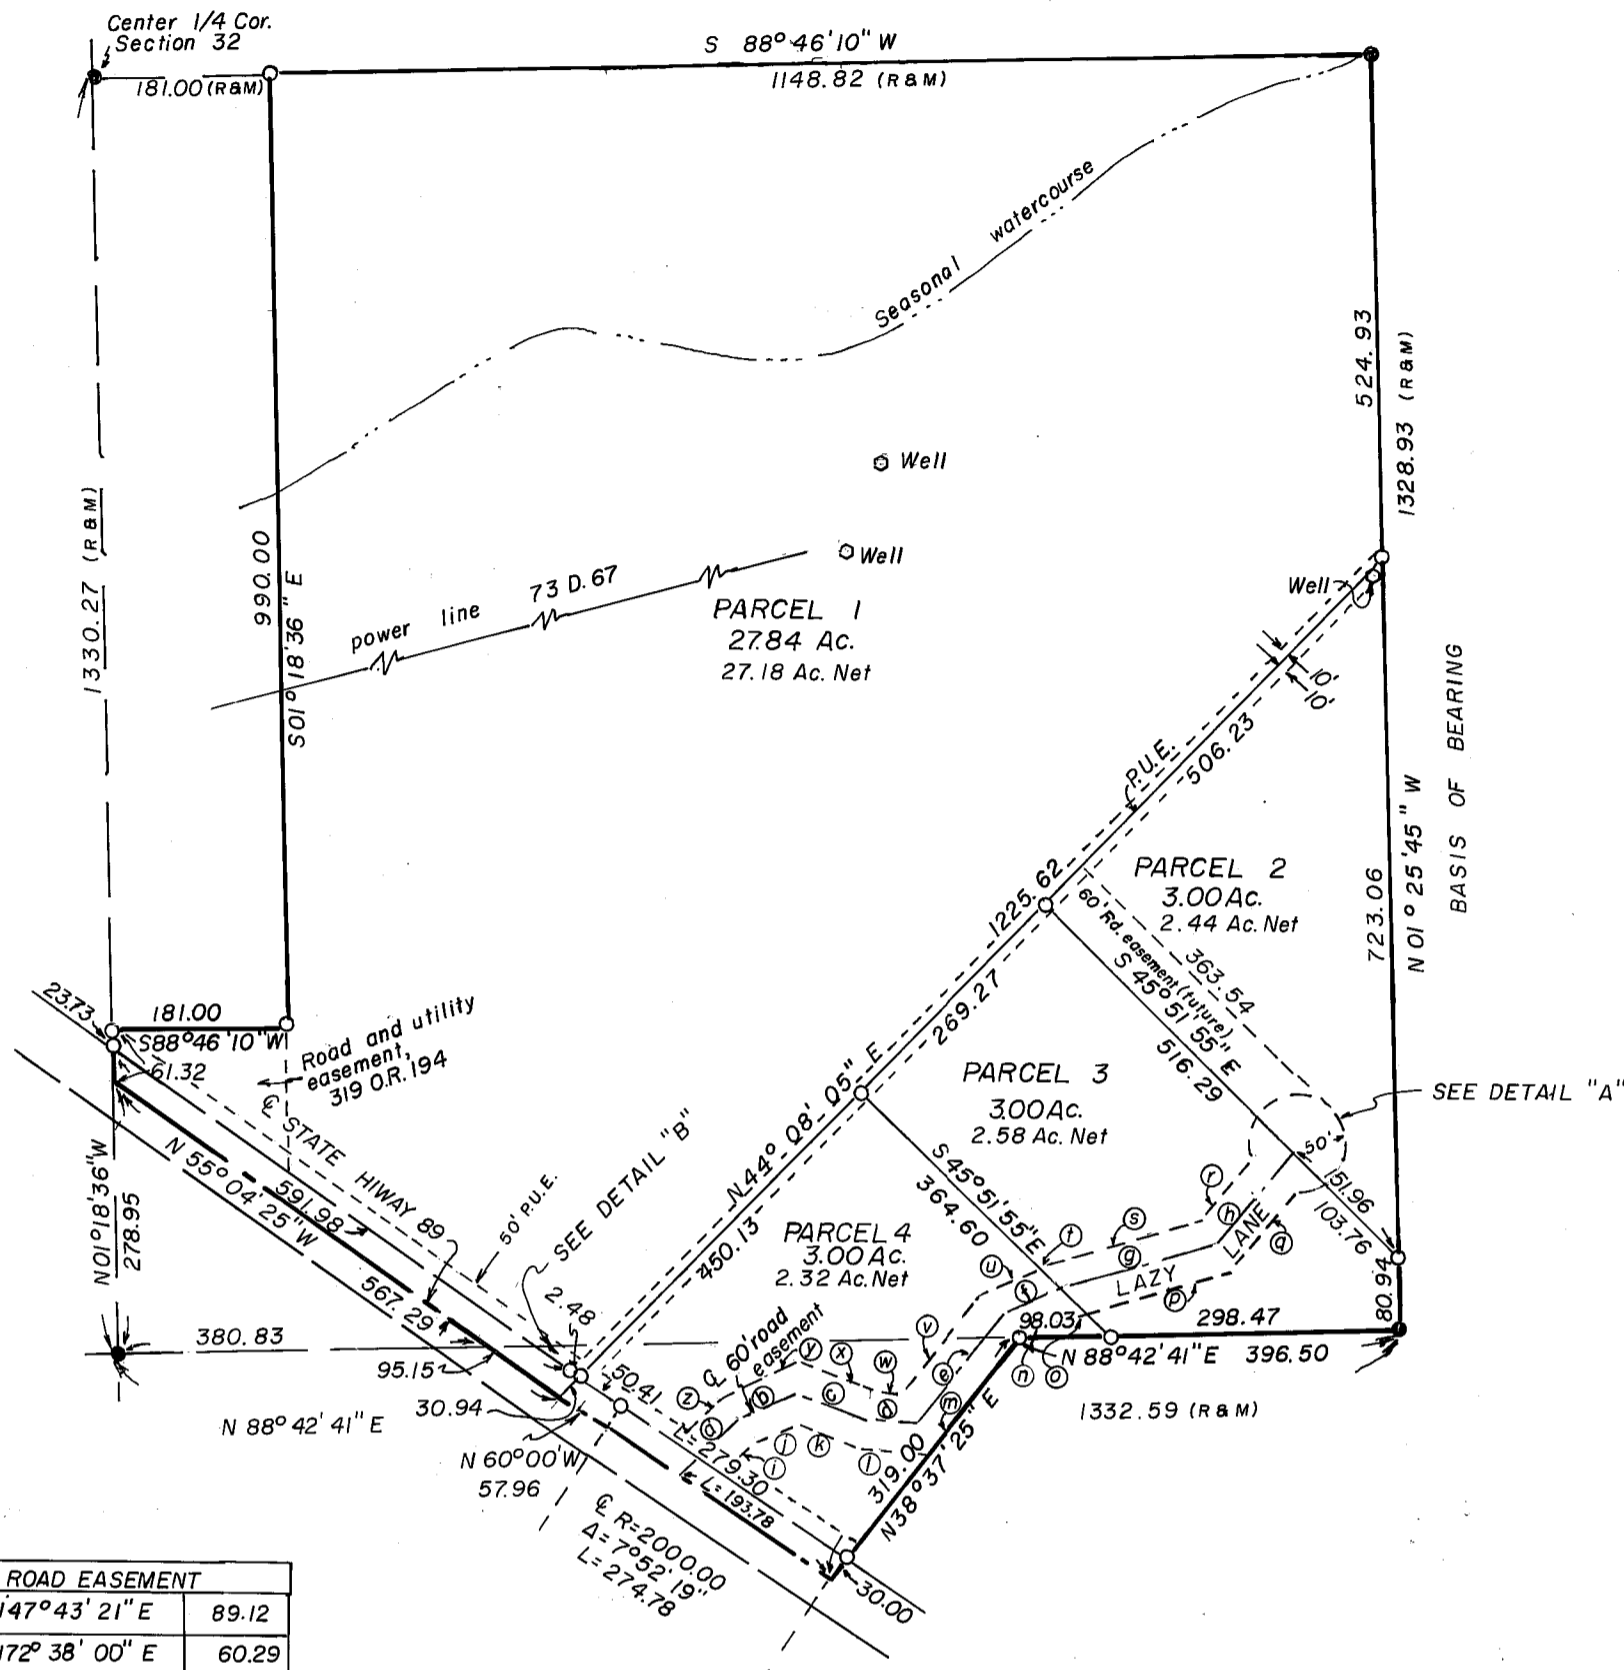 Center 1/4 Cor.
Section 32
S 88° 46' 10" W
181.00 (R&M)
1148.82 (R&M)
Seasonal watercourse
524.93
1328.93 (R&M)
Well
Well
Well
1330.27 (R&M)
990.00
S01° 18' 36" E
power line 73 D.67
PARCEL 1
27.84 Ac.
27.18 Ac. Net
10'
10'
P.U.E.
506.23
BASIS OF BEARING
N 01° 25' 45" W
723.06
PARCEL 2
3.00 Ac.
2.44 Ac. Net
1225.62
60' Rd. easement (future)
363.54
S 45° 51' 55" E
516.29
269.27
23.73
181.00
S88° 46' 10" W
61.32
Road and utility
easement,
319 O.R. 194
PARCEL 3
3.00 Ac.
2.58 Ac. Net
SEE DETAIL "A"
50'
151.96
103.76
80.94
N 44° 08' 05" E
450.13
S 45° 51' 55" E
364.60
℄ STATE HIWAY 89
50' P.U.E.
SEE DETAIL "B"
N01° 18' 36" W
278.95
N 55° 04' 25" W
591.98
567.29
PARCEL 4
3.00 Ac.
2.32 Ac. Net
r
s
h
t
g
q
LAZY LANE
u
f
p
2.48
380.83
98.03
298.47
N 88° 42' 41" E 396.50
n o
1332.59 (R&M)
℄ 60' road
easement
v
y x w
e
z b c d
a
m
j k
i l
95.15
30.94
50.41
N 88° 42' 41" E
N 60° 00' W
57.96
L=279.30
L=193.78
319.00
N 38° 37' 25" E
30.00
℄ R=2000.00
Δ=7° 52' 19"
L=274.78
ROAD EASEMENT
47° 43' 21" E 89.12
72° 38' 00" E 60.29